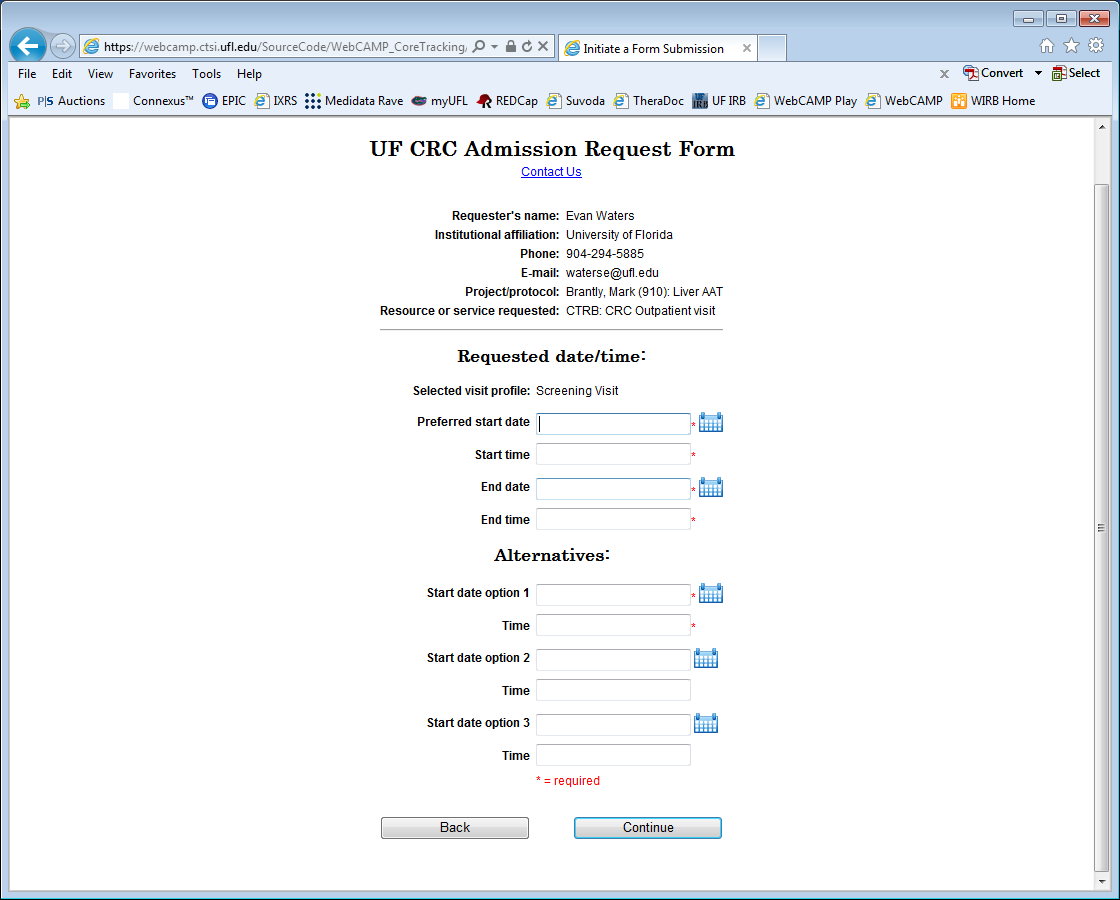 https://webcamp.ctsi.ufl.edu/SourceCode/WebCAMP_CoreTracking,
Initiate a Form Submission
File Edit View Favorites Tools Help
Convert Select
P|S Auctions Connexus™ EPIC IXRS Medidata Rave myUFL REDCap Suvoda TheraDoc UF IRB WebCAMP Play WebCAMP WIRB Home
UF CRC Admission Request Form
Contact Us
Requester's name: Evan Waters
Institutional affiliation: University of Florida
Phone: 904-294-5885
E-mail: waterse@ufl.edu
Project/protocol: Brantly, Mark (910): Liver AAT
Resource or service requested: CTRB: CRC Outpatient visit
Requested date/time:
Selected visit profile: Screening Visit
Preferred start date *
Start time *
End date *
End time *
Alternatives:
Start date option 1 *
Time *
Start date option 2
Time
Start date option 3
Time
* = required
Back Continue